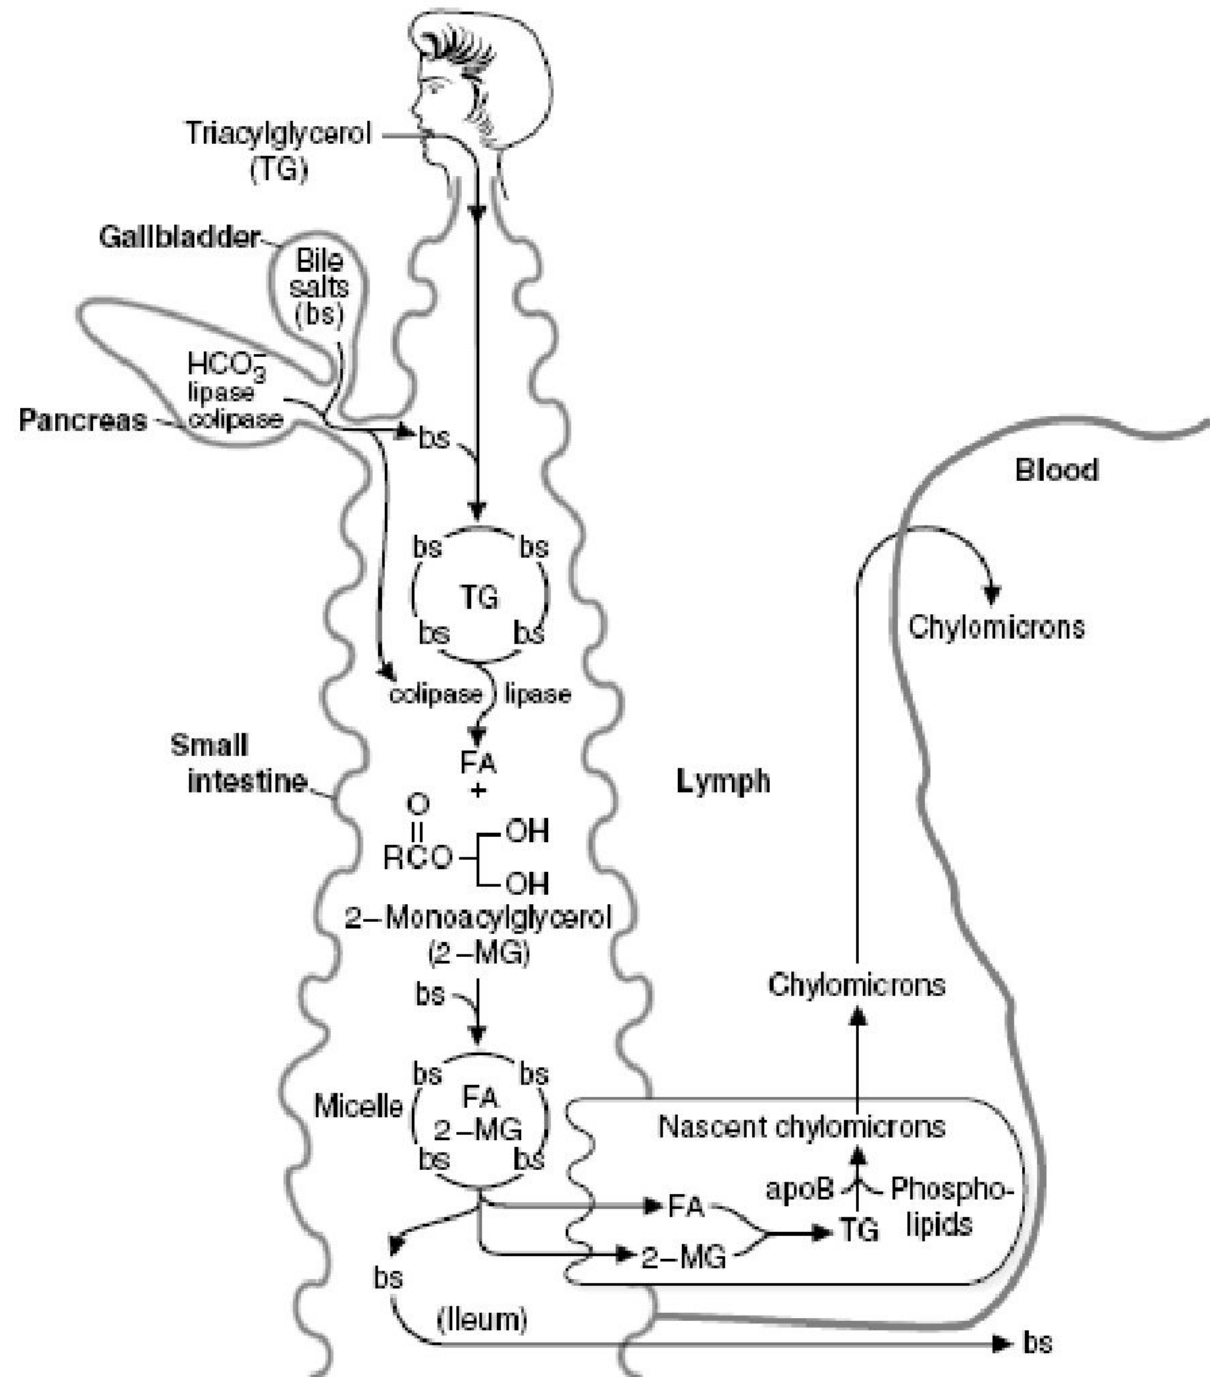 Triacylglycerol
(TG)
Gallbladder
Bile
salts
(bs)
HCO3−
lipase
colipase
Pancreas
bs
Blood
bs bs
TG
bs bs
Chylomicrons
colipase lipase
Small
intestine
FA
+
Lymph
O
RCO
OH
OH
2–Monoacylglycerol
(2–MG)
bs
Chylomicrons
bs bs
Micelle
FA
2–MG
bs bs
Nascent chylomicrons
apoB
Phospho-
lipids
FA
TG
2–MG
bs
(Ileum)
bs